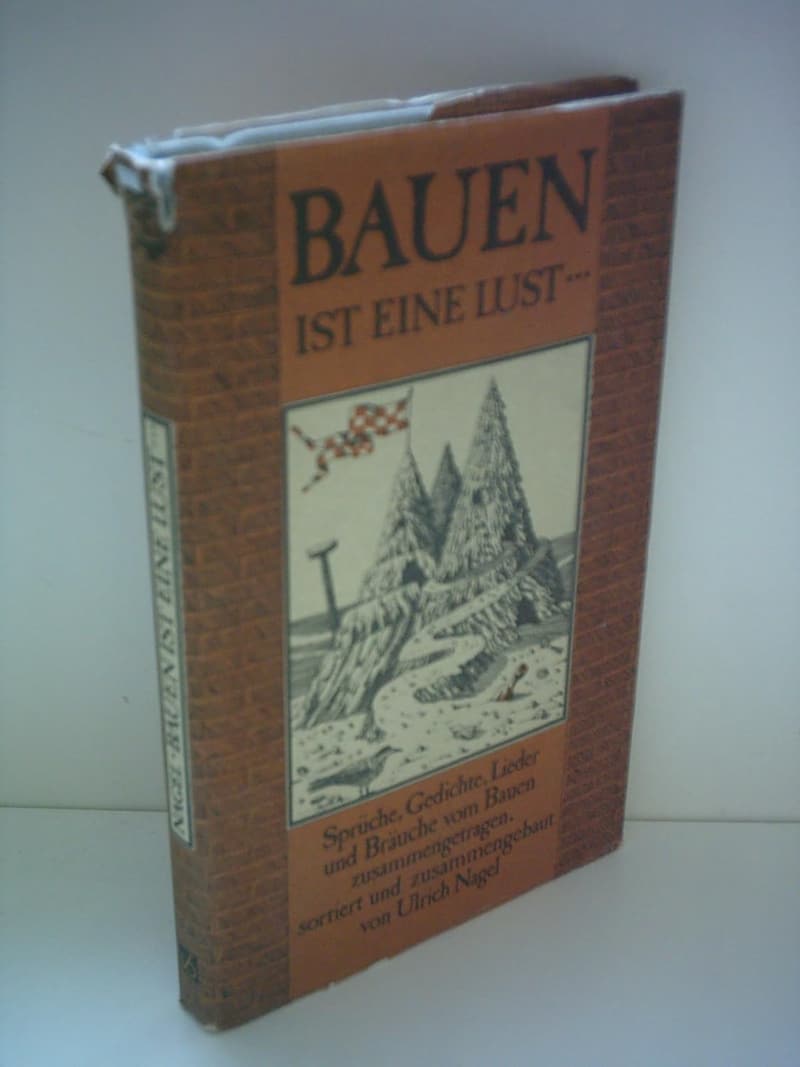 BAUEN
IST EINE LUST...
Sprüche, Gedichte, Lieder
und Bräuche vom Bauen
zusammengetragen,
sortiert und zusammengebaut
von Ulrich Nagel
NAGEL · BAUEN IST EINE LUST...